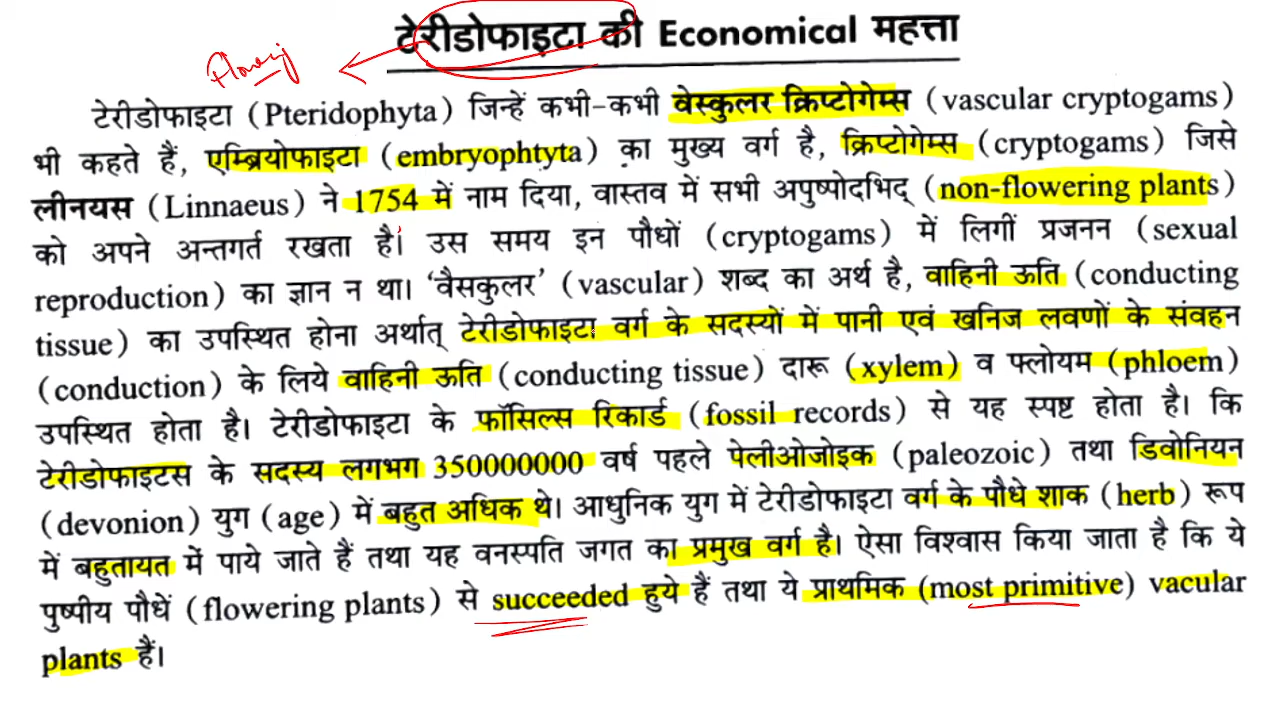 टेरीडोफाइटा की Economical महत्ता
Flowering
टेरीडोफाइटा (Pteridophyta) जिन्हें कभी-कभी वेस्कुलर क्रिप्टोगेम्स (vascular cryptogams)
भी कहते हैं, एम्ब्रियोफाइटा (embryophtyta) का मुख्य वर्ग है, क्रिप्टोगेम्स (cryptogams) जिसे
लीनयस (Linnaeus) ने 1754 में नाम दिया, वास्तव में सभी अपुष्पोदभिद् (non-flowering plants)
को अपने अन्तगर्त रखता है। उस समय इन पौधों (cryptogams) में लिगीं प्रजनन (sexual
reproduction) का ज्ञान न था। ‘वैसकुलर’ (vascular) शब्द का अर्थ है, वाहिनी ऊति (conducting
tissue) का उपस्थित होना अर्थात् टेरीडोफाइटा वर्ग के सदस्यों में पानी एवं खनिज लवणों के संवहन
(conduction) के लिये वाहिनी ऊति (conducting tissue) दारू (xylem) व फ्लोयम (phloem)
उपस्थित होता है। टेरीडोफाइटा के फॉसिल्स रिकार्ड (fossil records) से यह स्पष्ट होता है। कि
टेरीडोफाइटस के सदस्य लगभग 350000000 वर्ष पहले पेलीओजोइक (paleozoic) तथा डिवोनियन
(devonion) युग (age) में बहुत अधिक थे। आधुनिक युग में टेरीडोफाइटा वर्ग के पौधे शाक (herb) रूप
में बहुतायत में पाये जाते हैं तथा यह वनस्पति जगत का प्रमुख वर्ग है। ऐसा विश्वास किया जाता है कि ये
पुष्पीय पौधें (flowering plants) से succeeded हुये हैं तथा ये प्राथमिक (most primitive) vacular
plants हैं।